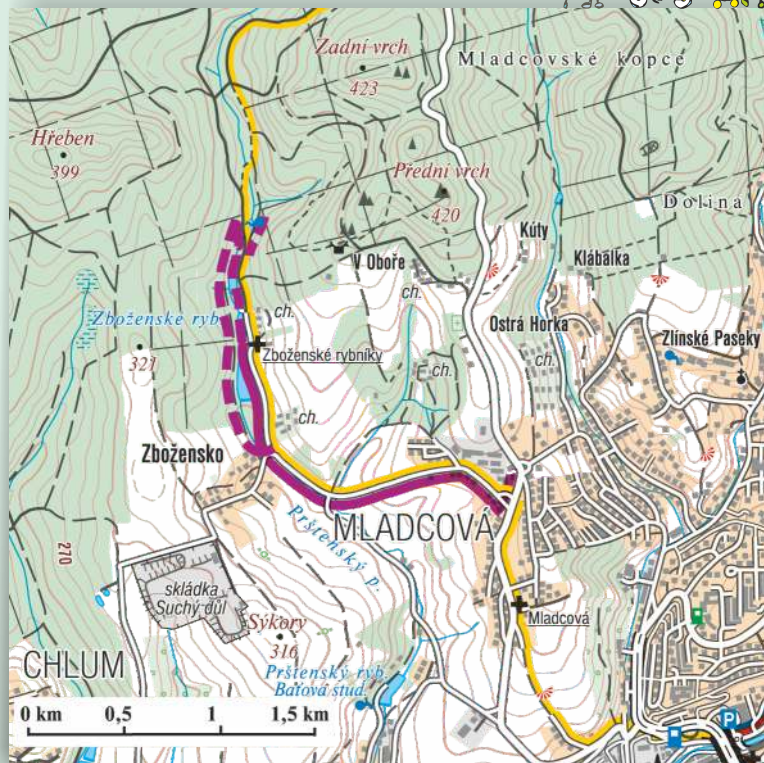 Zadní vrch
423
Mladcovské kopce
Hřeben
399
Přední vrch
420
Dolina
Kúty
V Oboře
Klábalka
ch.
Zboženské ryb.
ch.
Ostrá Horka
Zlínské Paseky
321
Zboženské rybníky
ch.
ch.
ch.
Zbožensko
Prštenský p.
MLADCOVÁ
270
skládka
Suchý důl
Sýkory
316
Mladcová
CHLUM
Prštenský ryb.
Baťova stud.
0 km 0,5 1 1,5 km
P